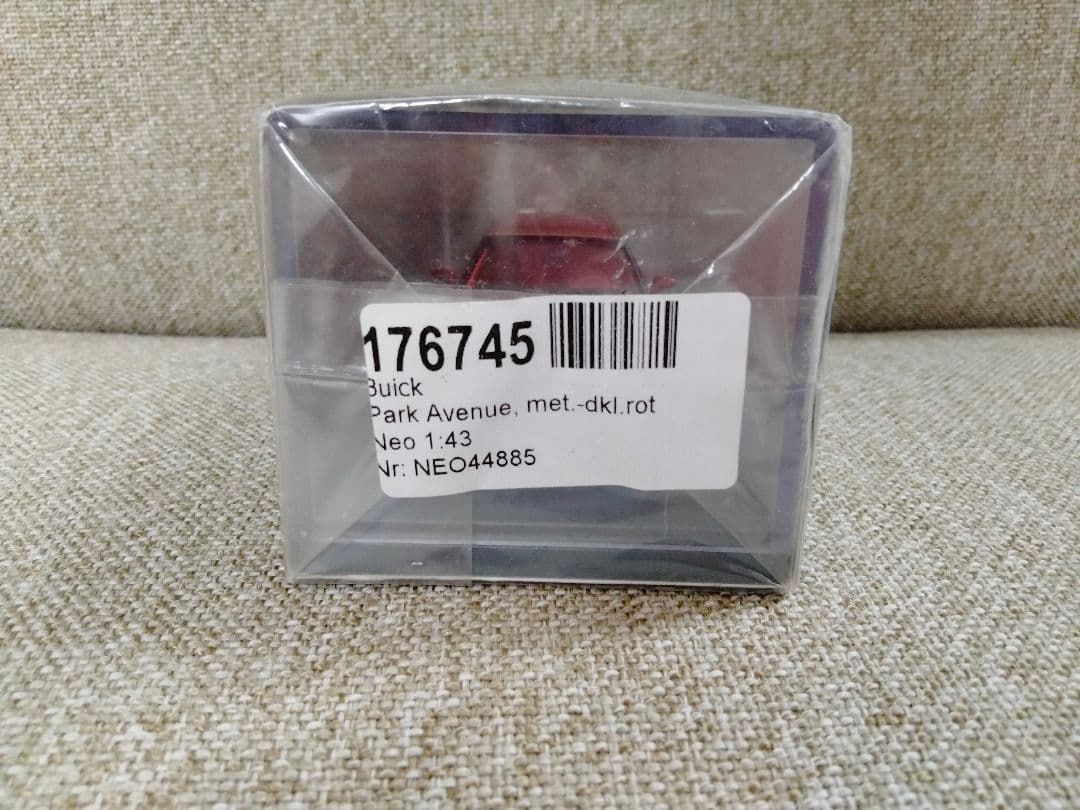 176745
Buick
Park Avenue, met.-dkl.rot
Neo 1:43
Nr: NEO44885